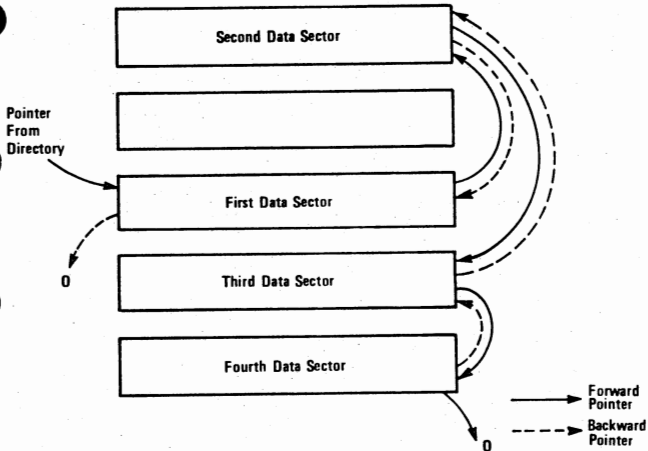 Second Data Sector
Pointer
From
Directory
First Data Sector
0
Third Data Sector
Fourth Data Sector
0
Forward
Pointer
Backward
Pointer